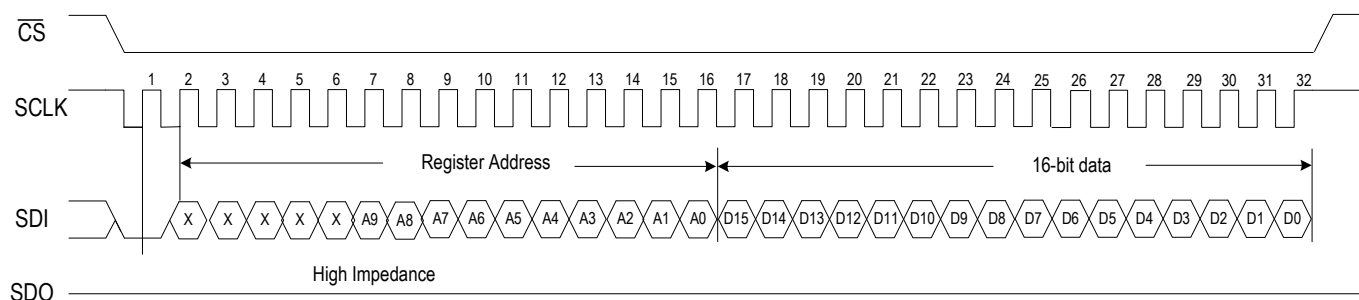 CS
SCLK
1 2 3 4 5 6 7 8 9 10 11 12 13 14 15 16 17 18 19 20 21 22 23 24 25 26 27 28 29 30 31 32
Register Address 16-bit data
SDI
X X X X X A9 A8 A7 A6 A5 A4 A3 A2 A1 A0 D15 D14 D13 D12 D11 D10 D9 D8 D7 D6 D5 D4 D3 D2 D1 D0
High Impedance
SDO